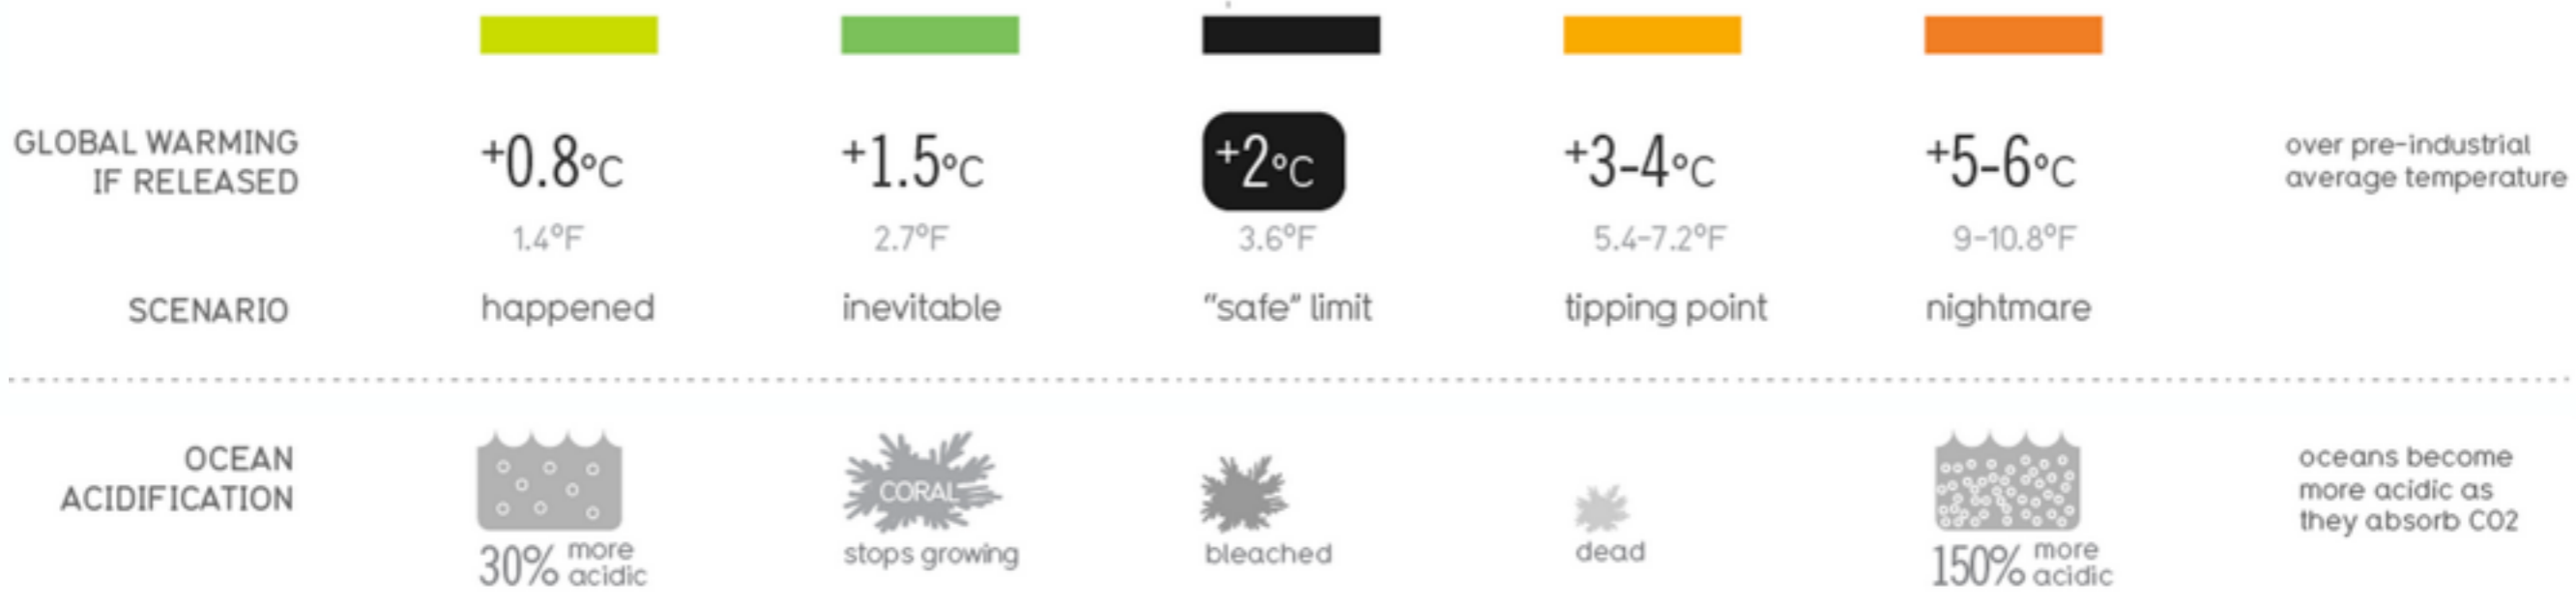 GLOBAL WARMING
IF RELEASED
+0.8°C
+1.5°C
+2°C
+3-4°C
+5-6°C
over pre-industrial
average temperature
1.4°F
2.7°F
3.6°F
5.4-7.2°F
9-10.8°F
SCENARIO
happened
inevitable
"safe" limit
tipping point
nightmare
OCEAN
ACIDIFICATION
30% more
acidic
CORAL
stops growing
bleached
dead
150% more
acidic
oceans become
more acidic as
they absorb CO2